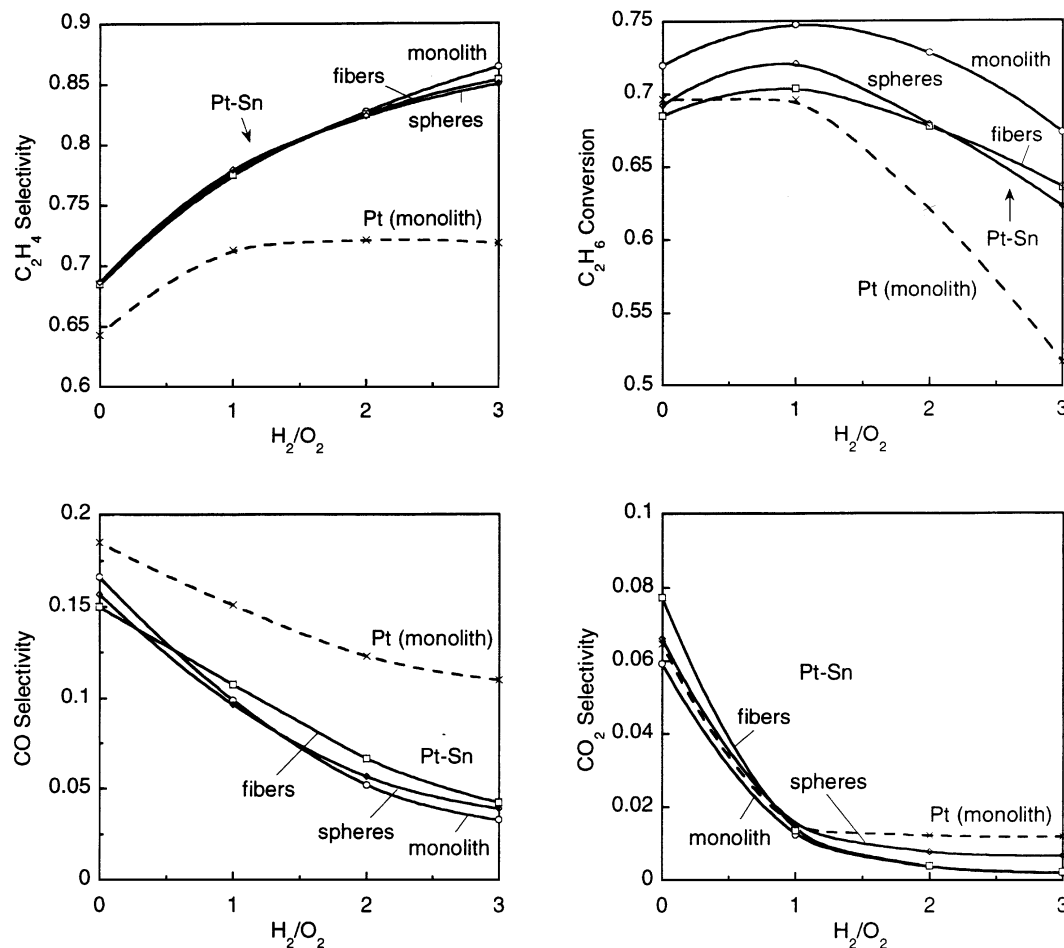 0.9
0.85
0.8
0.75
0.7
0.65
0.6
C2H4 Selectivity
monolith
fibers
Pt-Sn
spheres
Pt (monolith)
0 1 2 3
H2/O2
0.75
0.7
0.65
0.6
0.55
0.5
C2H6 Conversion
monolith
spheres
fibers
Pt-Sn
Pt (monolith)
0 1 2 3
H2/O2
0.2
0.15
0.1
0.05
0
CO Selectivity
Pt (monolith)
Pt-Sn
fibers
spheres
monolith
0 1 2 3
H2/O2
0.1
0.08
0.06
0.04
0.02
0
CO2 Selectivity
Pt-Sn
fibers
spheres
Pt (monolith)
monolith
0 1 2 3
H2/O2